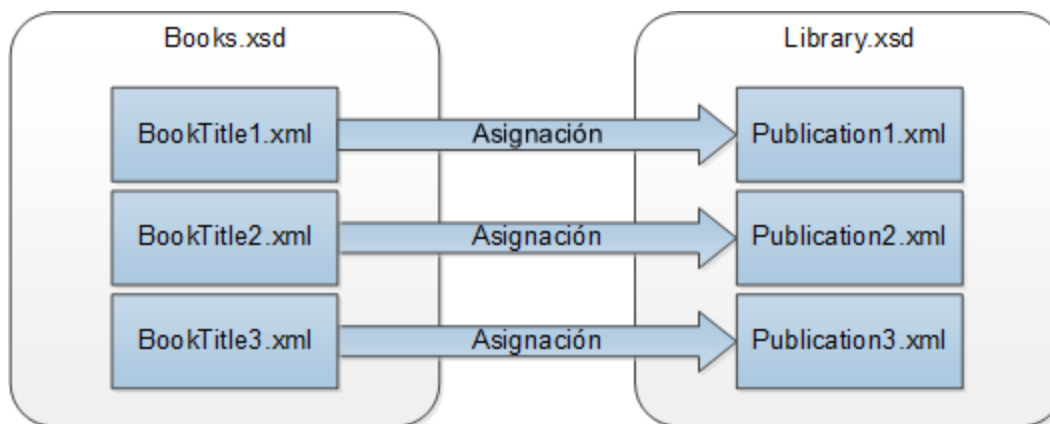 Books.xsd
Library.xsd
BookTitle1.xml
Asignación
Publication1.xml
BookTitle2.xml
Asignación
Publication2.xml
BookTitle3.xml
Asignación
Publication3.xml